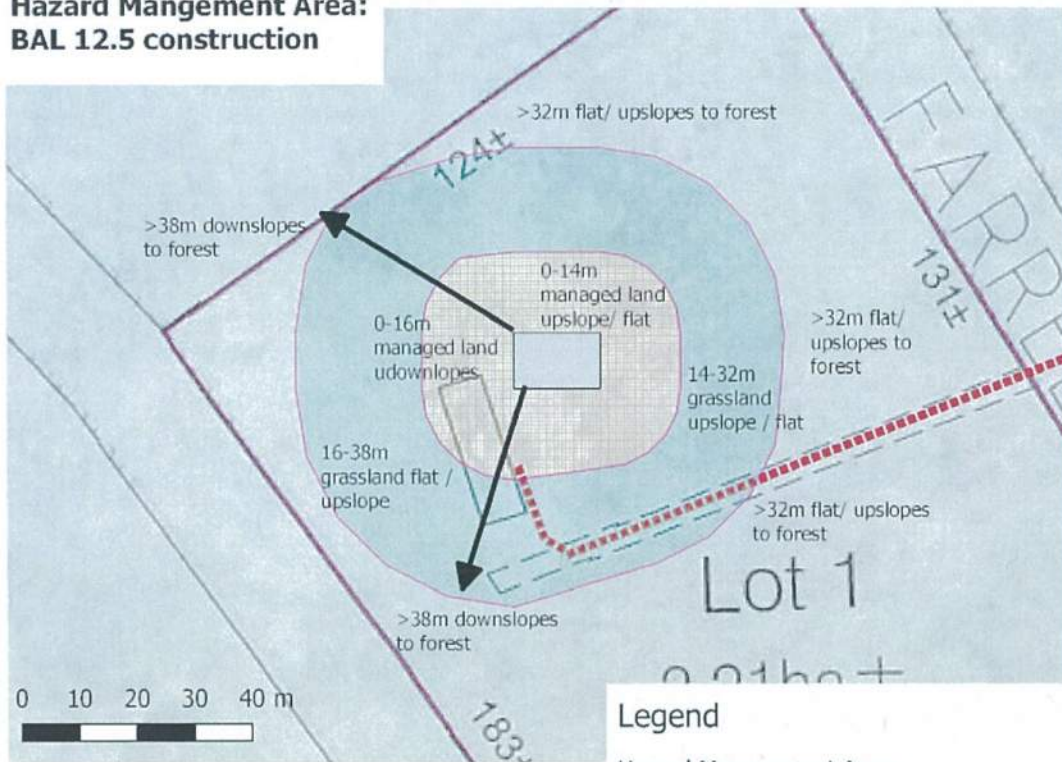 Hazard Mangement Area:
BAL 12.5 construction
>32m flat/ upslopes to forest
124±
FARRE
>38m downslopes
to forest
131±
0-14m
managed land
upslope/ flat
0-16m
managed land
udownlopes
>32m flat/
upslopes to
forest
14-32m
grassland
upslope / flat
16-38m
grassland flat /
upslope
>32m flat/ upslopes
to forest
Lot 1
>38m downslopes
to forest
0 10 20 30 40 m
183±
Legend